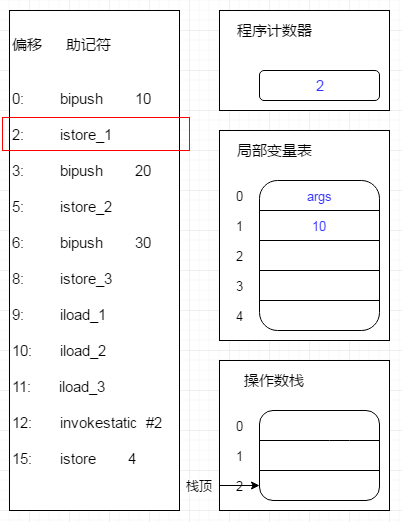 偏移 助记符
0: bipush 10
2: istore_1
3: bipush 20
5: istore_2
6: bipush 30
8: istore_3
9: iload_1
10: iload_2
11: iload_3
12: invokestatic #2
15: istore 4
程序计数器
2
局部变量表
0 args
1 10
2
3
4
操作数栈
0
1
栈顶 2